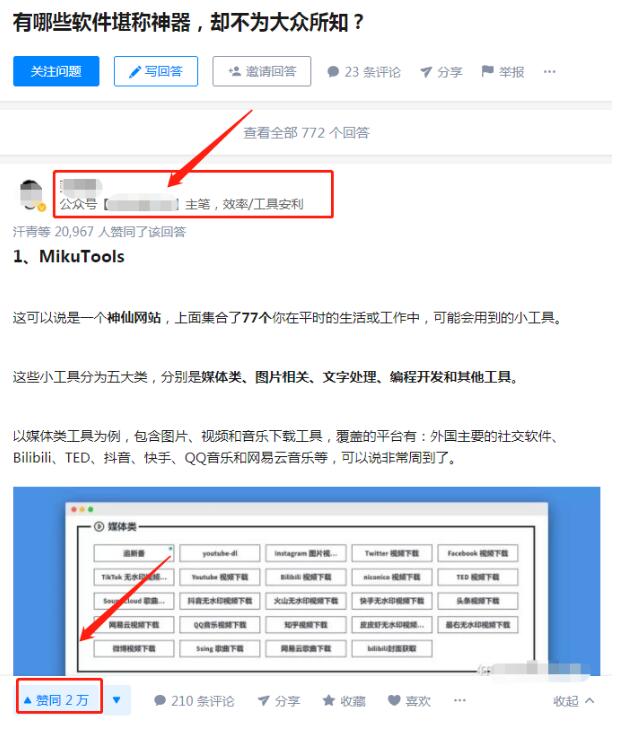 有哪些软件堪称神器，却不为大众所知？
关注问题 写回答 邀请回答 23 条评论 分享 举报 ···
查看全部 772 个回答
公众号【 】主笔，效率/工具安利
汗青等 20,967 人赞同了该回答
1、MikuTools
这可以说是一个神仙网站，上面集合了77个你在平时的生活或工作中，可能会用到的小工具。
这些小工具分为五大类，分别是媒体类、图片相关、文字处理、编程开发和其他工具。
以媒体类工具为例，包含图片、视频和音乐下载工具，覆盖的平台有：外国主要的社交软件、
Bilibili、TED、抖音、快手、QQ音乐和网易云音乐等，可以说非常周到了。
媒体类
追新番 youtube-dl Instagram 图片视... Twitter 视频下载 Facebook 视频下载
TikTok 无水印视频... Youtube 视频下载 Bilibili 视频下载 niconico 视频下载 TED 视频下载
SoundCloud 歌曲... 抖音无水印视频下载 火山无水印视频下载 快手无水印视频下载 头条视频下载
网易云视频下载 QQ音乐视频下载 知乎视频下载 皮皮虾无水印视频... 最右无水印视频下载
微博视频下载 5sing 歌曲下载 网易云歌曲下载 bilibili封面获取
赞同 2 万 210 条评论 分享 收藏 喜欢 ··· 收起